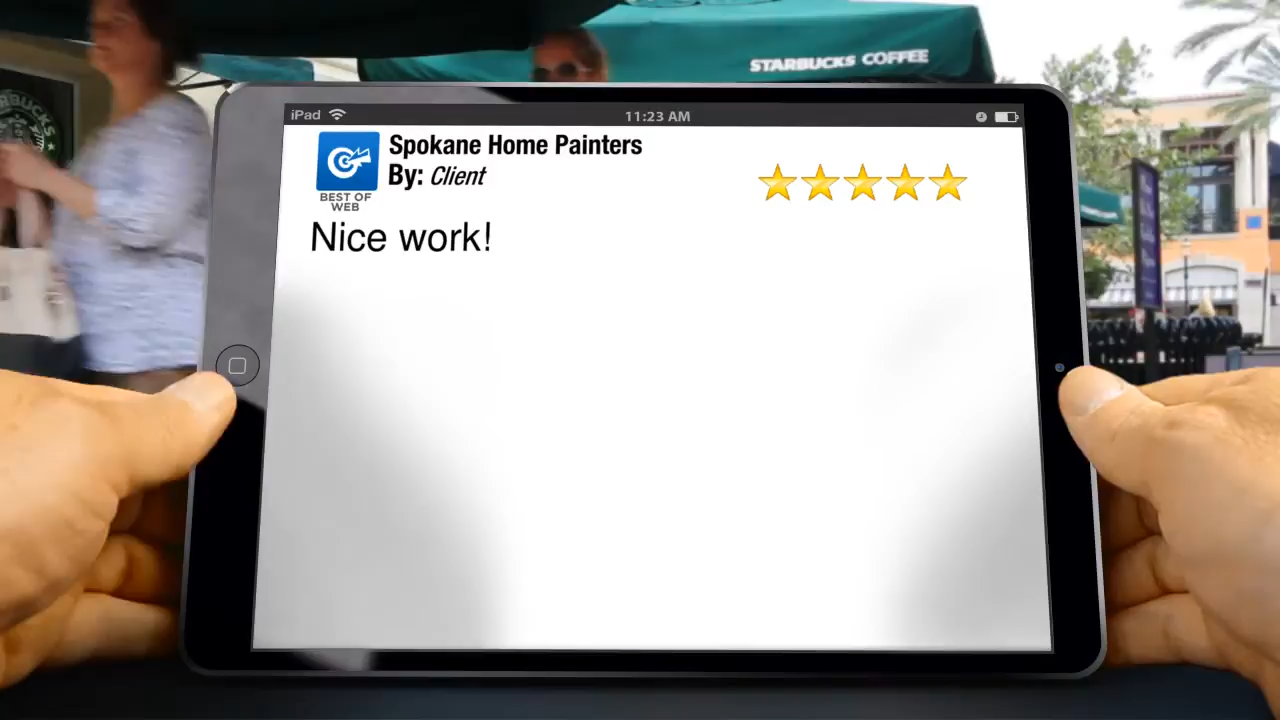 STARBUCKS COFFEE
iPad
11:23 AM
Spokane Home Painters
By: Client
BEST OF
WEB
Nice work!